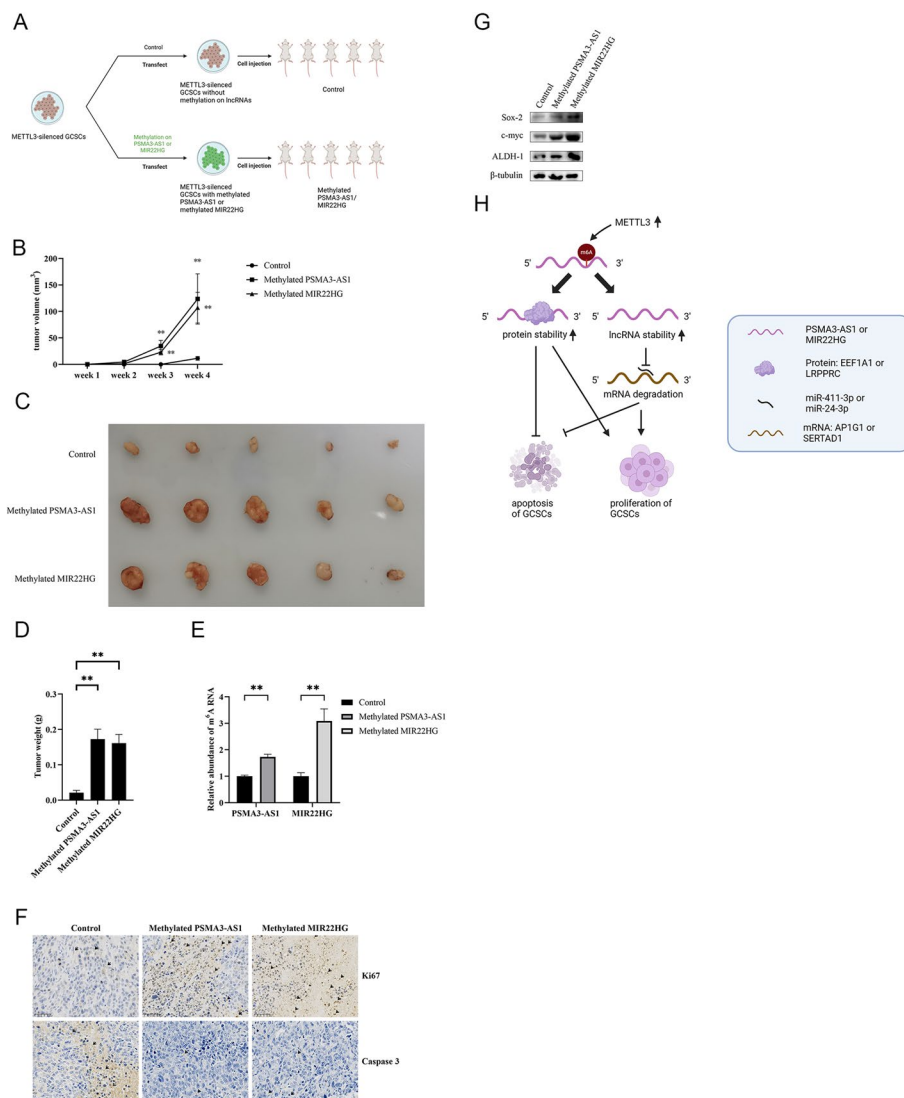 A
Control
Transfect
Cell injection
METTL3-silenced
GCSCs without
methylation on lncRNAs
Control
METTL3-silenced GCSCs
Methylation on
PSMA3-AS1 or
MIR22HG
Transfect
Cell injection
METTL3-silenced
GCSCs with methylated
PSMA3-AS1 or
methylated MIR22HG
Methylated
PSMA3-AS1/
MIR22HG
B
tumor volume (mm³)
200
150
100
50
0
week 1 week 2 week 3 week 4
**
**
**
**
Control
Methylated PSMA3-AS1
Methylated MIR22HG
C
Control
Methylated PSMA3-AS1
Methylated MIR22HG
D
**
**
Tumor weight (g)
0.3
0.2
0.1
0.0
Control
Methylated PSMA3-AS1
Methylated MIR22HG
E
Relative abundance of m⁶A RNA
4
3
2
1
0
**
**
PSMA3-AS1 MIR22HG
Control
Methylated PSMA3-AS1
Methylated MIR22HG
F
Control Methylated PSMA3-AS1 Methylated MIR22HG
Ki67
Caspase 3
G
Control
Methylated PSMA3-AS1
Methylated MIR22HG
Sox-2
c-myc
ALDH-1
β-tubulin
H
METTL3
m6A
5' 3'
5' 3' 5' 3'
protein stability lncRNA stability
5' 3'
mRNA degradation
apoptosis
of GCSCs
proliferation of
GCSCs
PSMA3-AS1 or
MIR22HG
Protein: EEF1A1 or
LRPPRC
miR-411-3p or
miR-24-3p
mRNA: AP1G1 or
SERTAD1